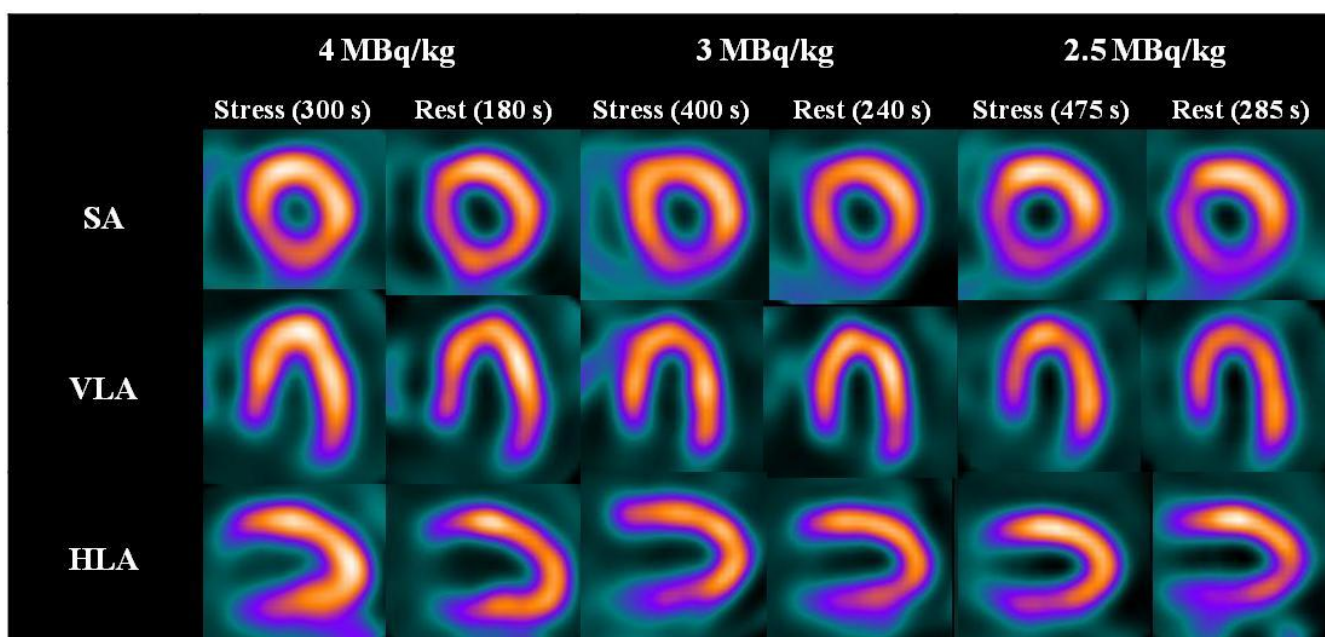 4 MBq/kg 3 MBq/kg 2.5 MBq/kg
Stress (300 s) Rest (180 s) Stress (400 s) Rest (240 s) Stress (475 s) Rest (285 s)
SA
VLA
HLA